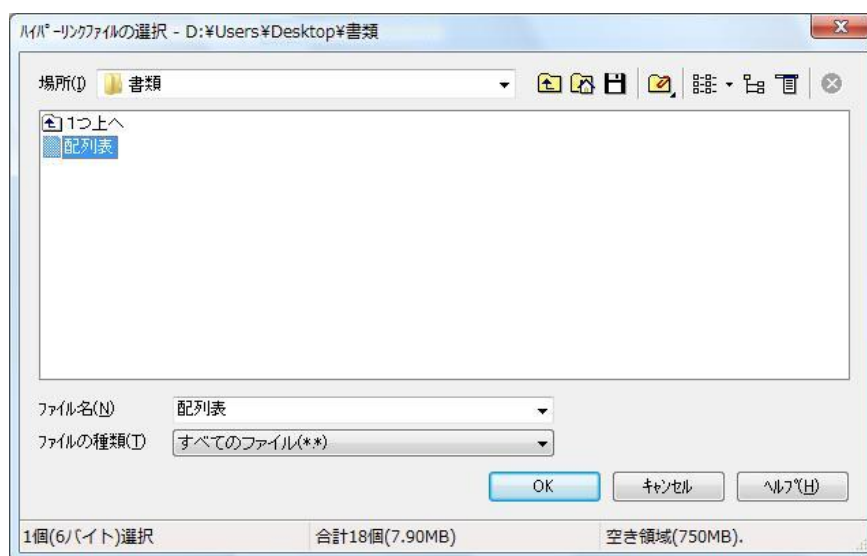 ﾊｲﾊﾟｰﾘﾝｸﾌｧｲﾙの選択 - D:¥Users¥Desktop¥書類
場所(I) 書類
1つ上へ
配列表
ﾌｧｲﾙ名(N) 配列表
ﾌｧｲﾙの種類(T) すべてのファイル(*.*)
OK ｷｬﾝｾﾙ ﾍﾙﾌﾟ(H)
1個(6バイト)選択 合計18個(7.90MB) 空き領域(750MB).